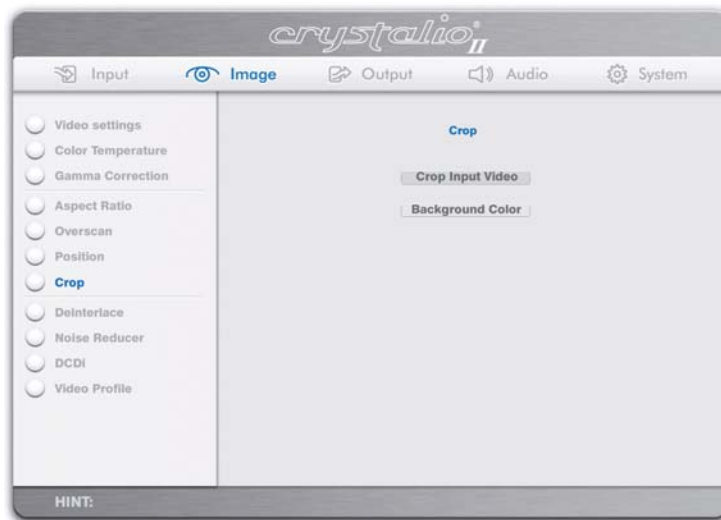 crystalio II
Input Image Output Audio System
Video settings
Color Temperature
Gamma Correction
Aspect Ratio
Overscan
Position
Crop
Deinterlace
Noise Reducer
DCDi
Video Profile
Crop
Crop Input Video
Background Color
HINT: